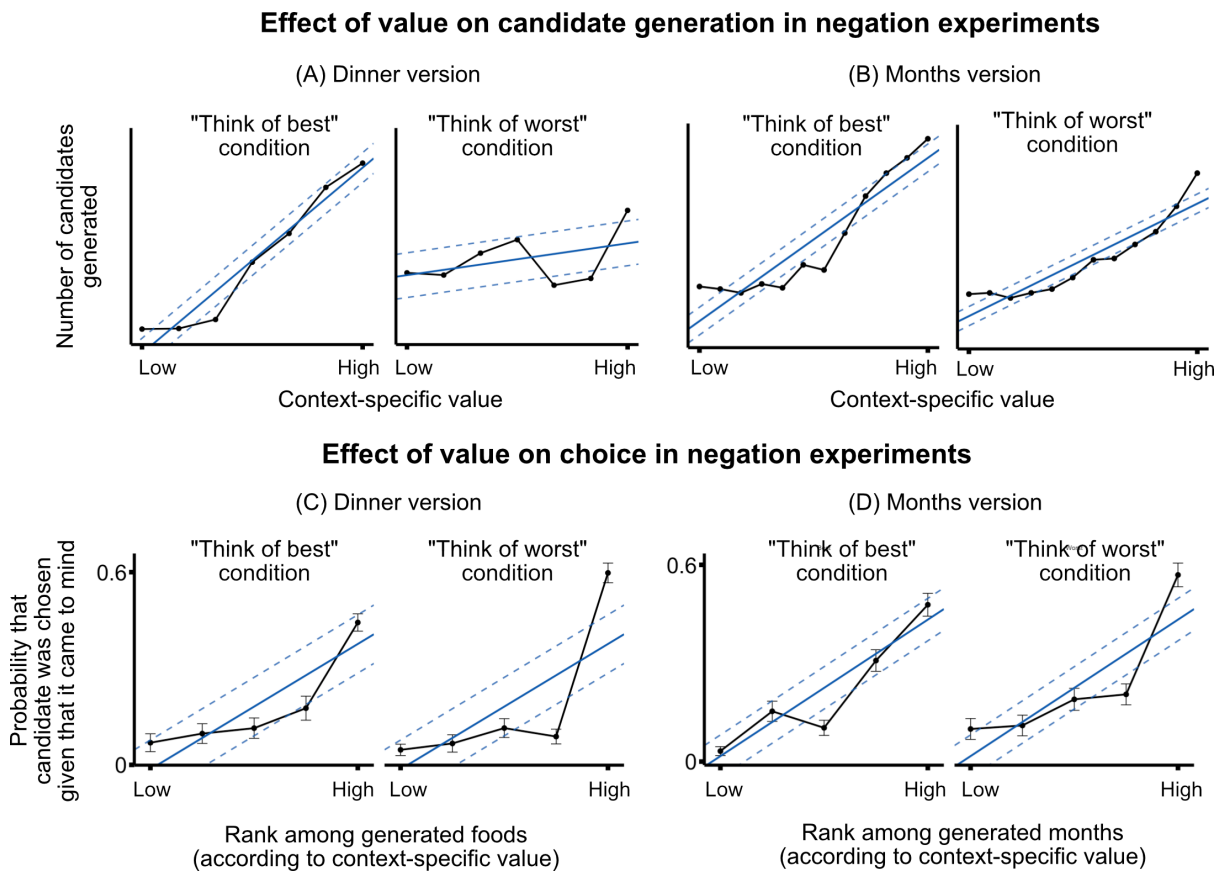 Effect of value on candidate generation in negation experiments
(A) Dinner version
(B) Months version
"Think of best"
condition
"Think of worst"
condition
"Think of best"
condition
"Think of worst"
condition
Number of candidates
generated
Low
High
Low
High
Low
High
Low
High
Context-specific value
Context-specific value
Effect of value on choice in negation experiments
(C) Dinner version
(D) Months version
"Think of best"
condition
"Think of worst"
condition
"Think of best"
condition
"Think of worst"
condition
Probability that
candidate was chosen
given that it came to mind
0.6
0
0.6
0
Low
High
Low
High
Low
High
Low
High
Rank among generated foods
(according to context-specific value)
Rank among generated months
(according to context-specific value)